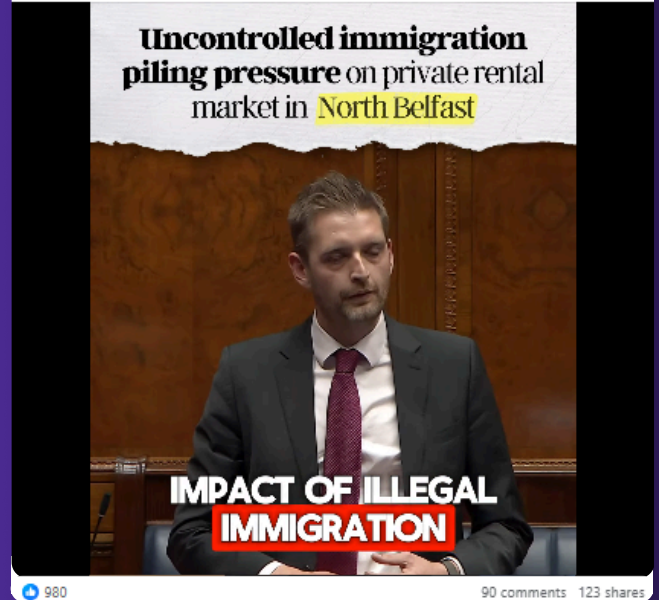 Uncontrolled immigration
piling pressure on private rental
market in North Belfast
IMPACT OF ILLEGAL
IMMIGRATION
980
90 comments 123 shares